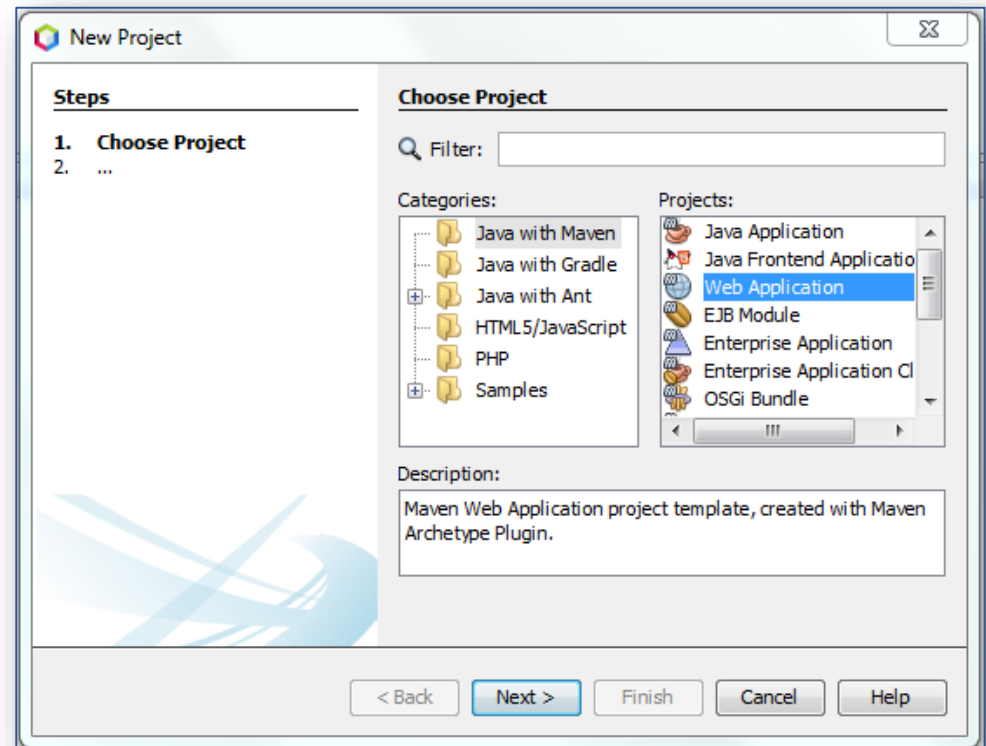 New Project
Steps
1. Choose Project
2. ...
Choose Project
Filter:
Categories:
Java with Maven
Java with Gradle
Java with Ant
HTML5/JavaScript
PHP
Samples
Projects:
Java Application
Java Frontend Applicatio
Web Application
EJB Module
Enterprise Application
Enterprise Application Cl
OSGi Bundle
Description:
Maven Web Application project template, created with Maven
Archetype Plugin.
< Back Next > Finish Cancel Help